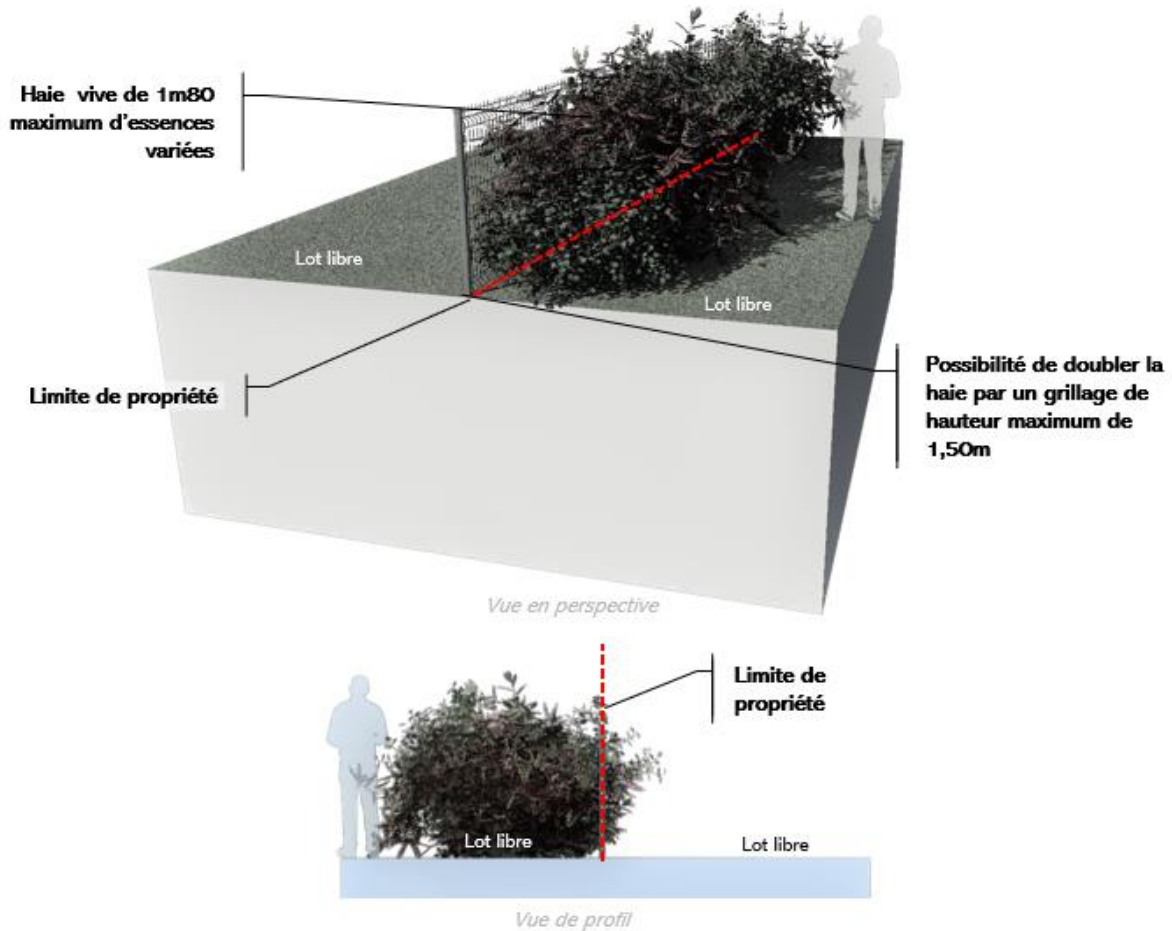 Haie vive de 1m80
maximum d'essences
variées
Lot libre
Lot libre
Limite de propriété
Possibilité de doubler la
haie par un grillage de
hauteur maximum de
1,50m
Vue en perspective
Limite de
propriété
Lot libre
Lot libre
Vue de profil